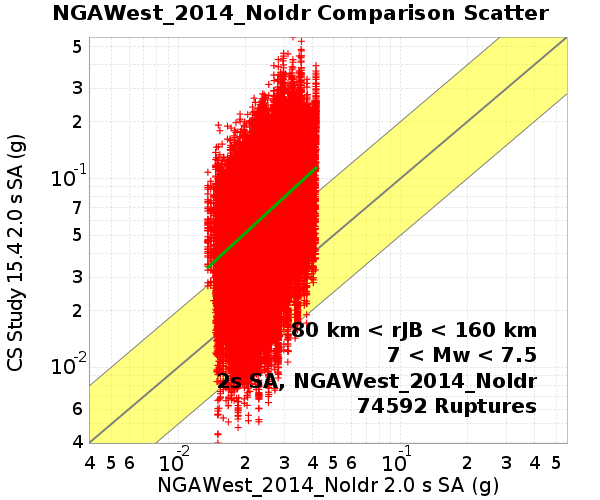 NGAWest_2014_NoIdr Comparison Scatter
CS Study 15.4 2.0 s SA (g)
5
3
2
10-1
7
5
3
2
10-2
6
4
80 km < rJB < 160 km
7 < Mw < 7.5
2s SA, NGAWest_2014_NoIdr
74592 Ruptures
4 5 6 10-2 2 3 4 5 6 10-1 2 3 4 5
NGAWest_2014_NoIdr 2.0 s SA (g)